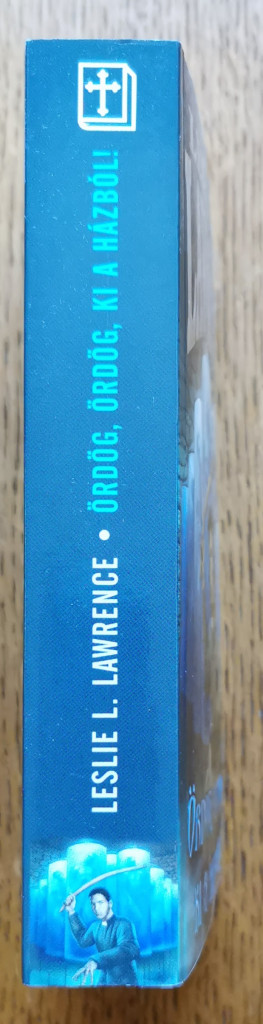 LESLIE L. LAWRENCE • ÖRDÖG, ÖRDÖG, KI A HÁZBÓL!